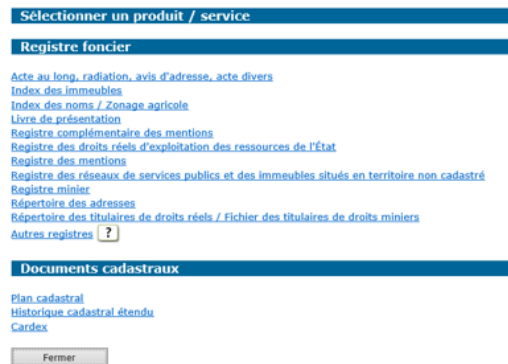 Sélectionner un produit / service
Registre foncier
Acte au long, radiation, avis d'adresse, acte divers
Index des immeubles
Index des noms / Zonage agricole
Livre de présentation
Registre complémentaire des mentions
Registre des droits réels d'exploitation des ressources de l'État
Registre des mentions
Registre des réseaux de services publics et des immeubles situés en territoire non cadastré
Registre minier
Répertoire des adresses
Répertoire des titulaires de droits réels / Fichier des titulaires de droits miniers
Autres registres ?
Documents cadastraux
Plan cadastral
Historique cadastral étendu
Cardex
Fermer